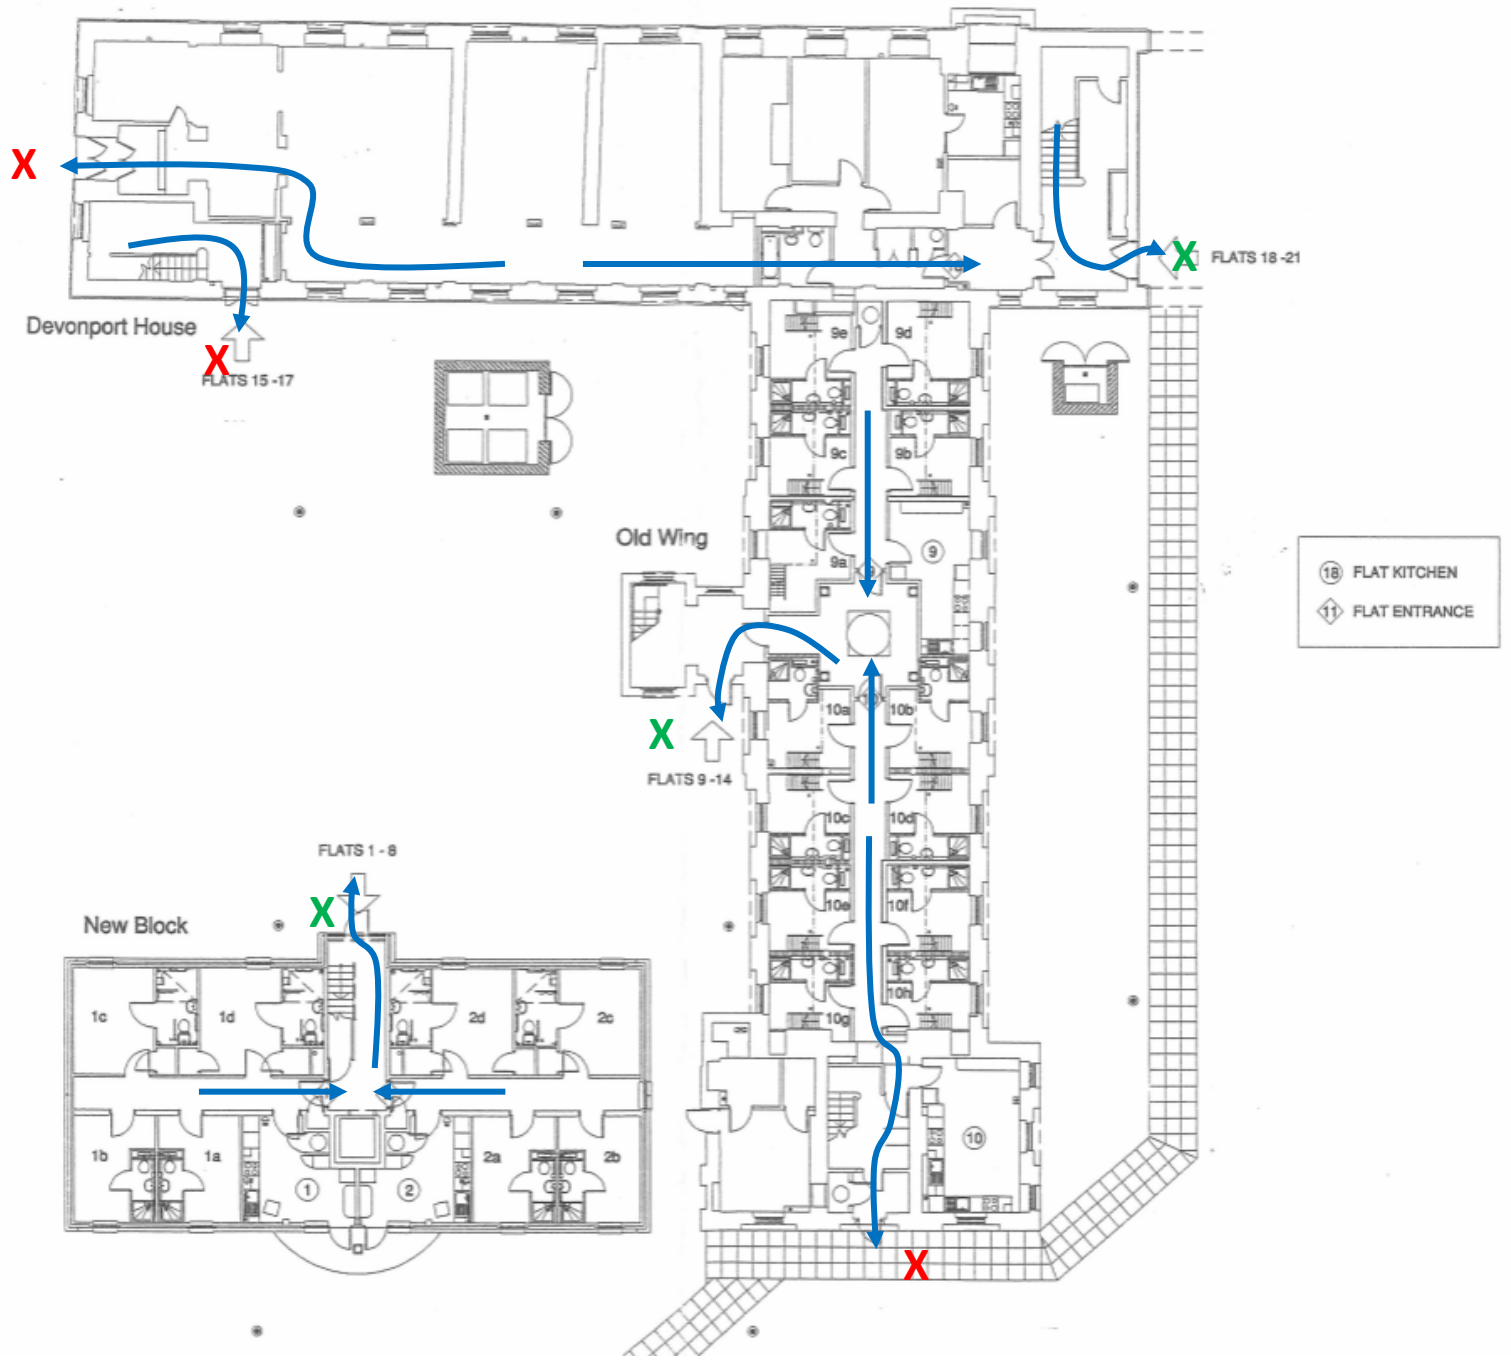 X
X
FLATS 18 -21
9e
9d
Devonport House
X
FLATS 15 -17
9c
9b
Old Wing
9
9a
9
18 FLAT KITCHEN
11 FLAT ENTRANCE
10
10a
10b
X
FLATS 9 -14
10c
10d
FLATS 1 - 8
X
10e
10f
New Block
10h
10g
1c
1d
2d
2c
10
1b
1a
2a
2b
1
2
X